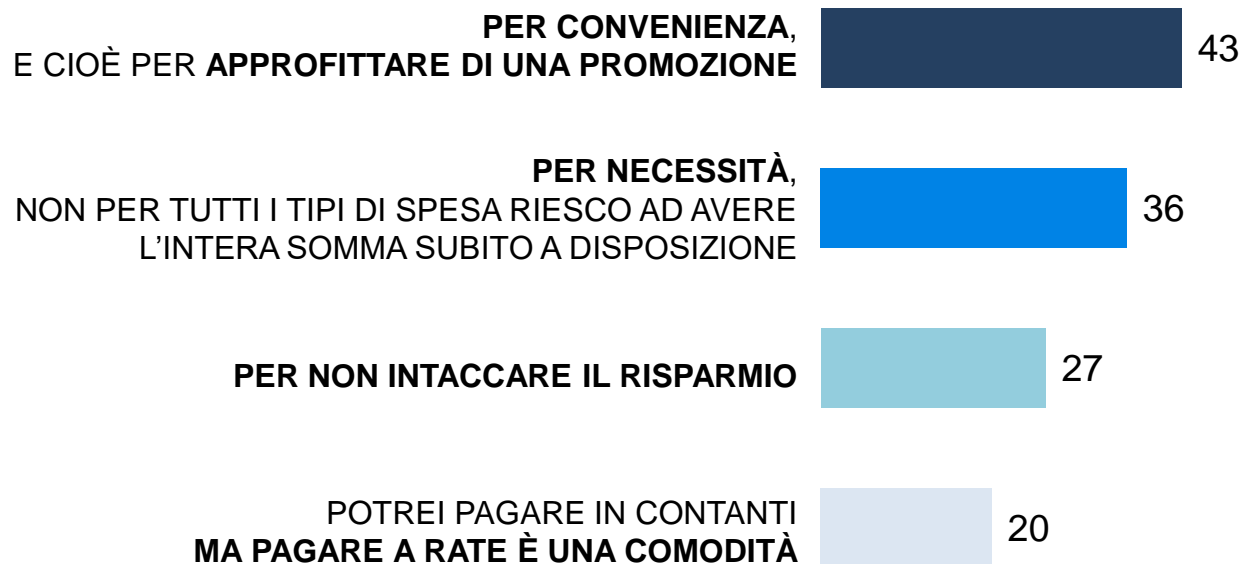 PER CONVENIENZA,
E CIOÈ PER APPROFITTARE DI UNA PROMOZIONE
43
PER NECESSITÀ,
NON PER TUTTI I TIPI DI SPESA RIESCO AD AVERE
L'INTERA SOMMA SUBITO A DISPOSIZIONE
36
PER NON INTACCARE IL RISPARMIO
27
POTREI PAGARE IN CONTANTI
MA PAGARE A RATE È UNA COMODITÀ
20